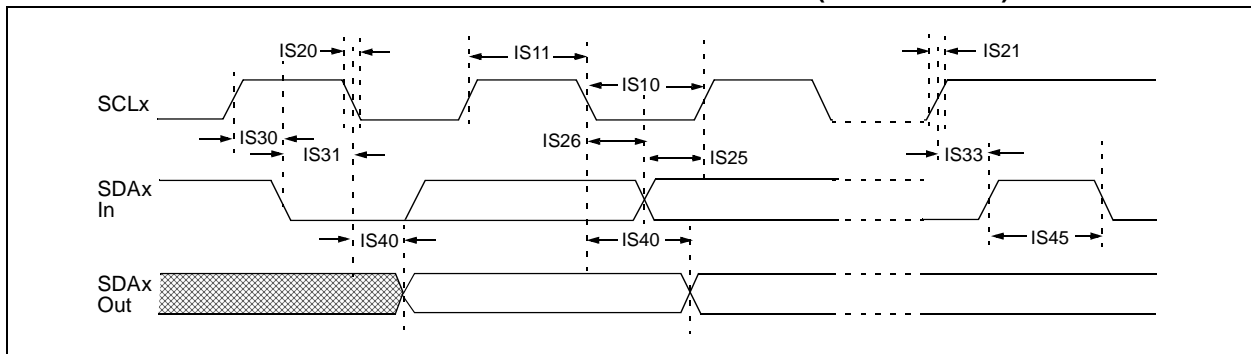 IS20
IS11
IS21
IS10
SCLx
IS30
IS26
IS31
IS25
IS33
SDAx
In
IS40
IS40
IS45
SDAx
Out